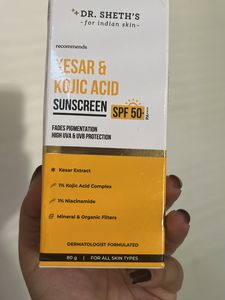 DR. SHETH'S
–for indian skin–
recommends
KESAR &
KOJIC ACID
SUNSCREEN
SPF 50+
PA++++
FADES PIGMENTATION
HIGH UVA & UVB PROTECTION
Kesar Extract
1% Kojic Acid Complex
1% Niacinamide
Mineral & Organic Filters
DERMATOLOGIST FORMULATED
80 g | FOR ALL SKIN TYPES